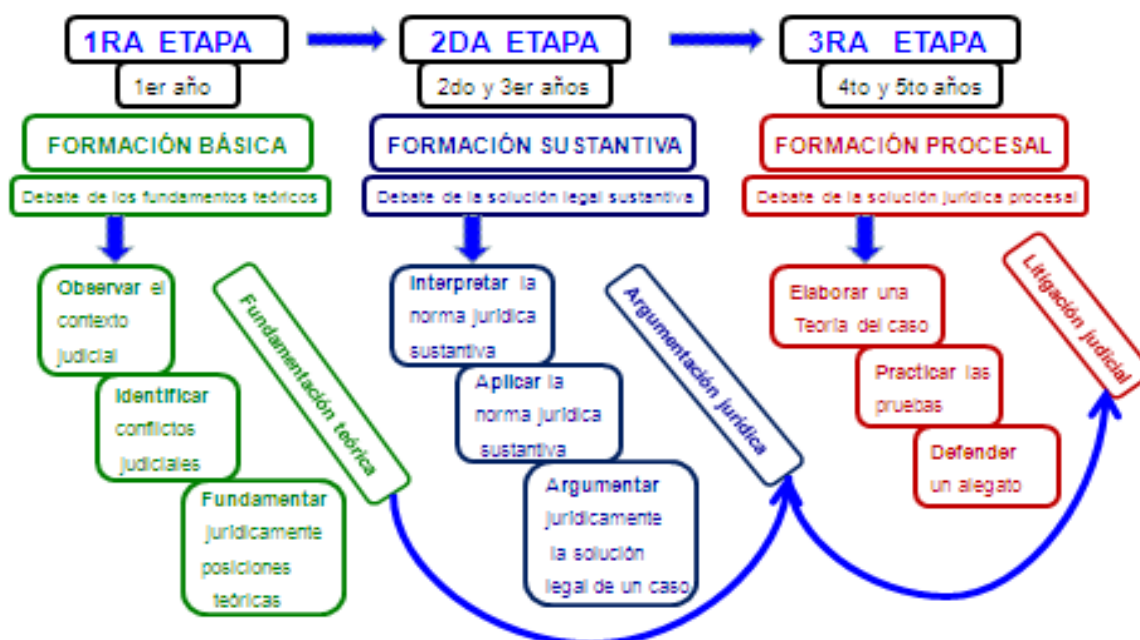 1RA ETAPA
2DA ETAPA
3RA ETAPA
1er año
2do y 3er años
4to y 5to años
FORMACIÓN BÁSICA
FORMACIÓN SUSTANTIVA
FORMACIÓN PROCESAL
Debate de los fundamentos teóricos
Debate de la solución legal sustantiva
Debate de la solución jurídica procesal
Observar el
contexto
judicial
Identificar
conflictos
judiciales
Fundamentar
jurídicamente
posiciones
teóricas
Fundamentación teórica
Interpretar la
norma jurídica
sustantiva
Aplicar la
norma jurídica
sustantiva
Argumentar
jurídicamente
la solución
legal de un caso
Argumentación jurídica
Elaborar una
Teoría del caso
Practicar las
pruebas
Defender
un alegato
Litigación judicial